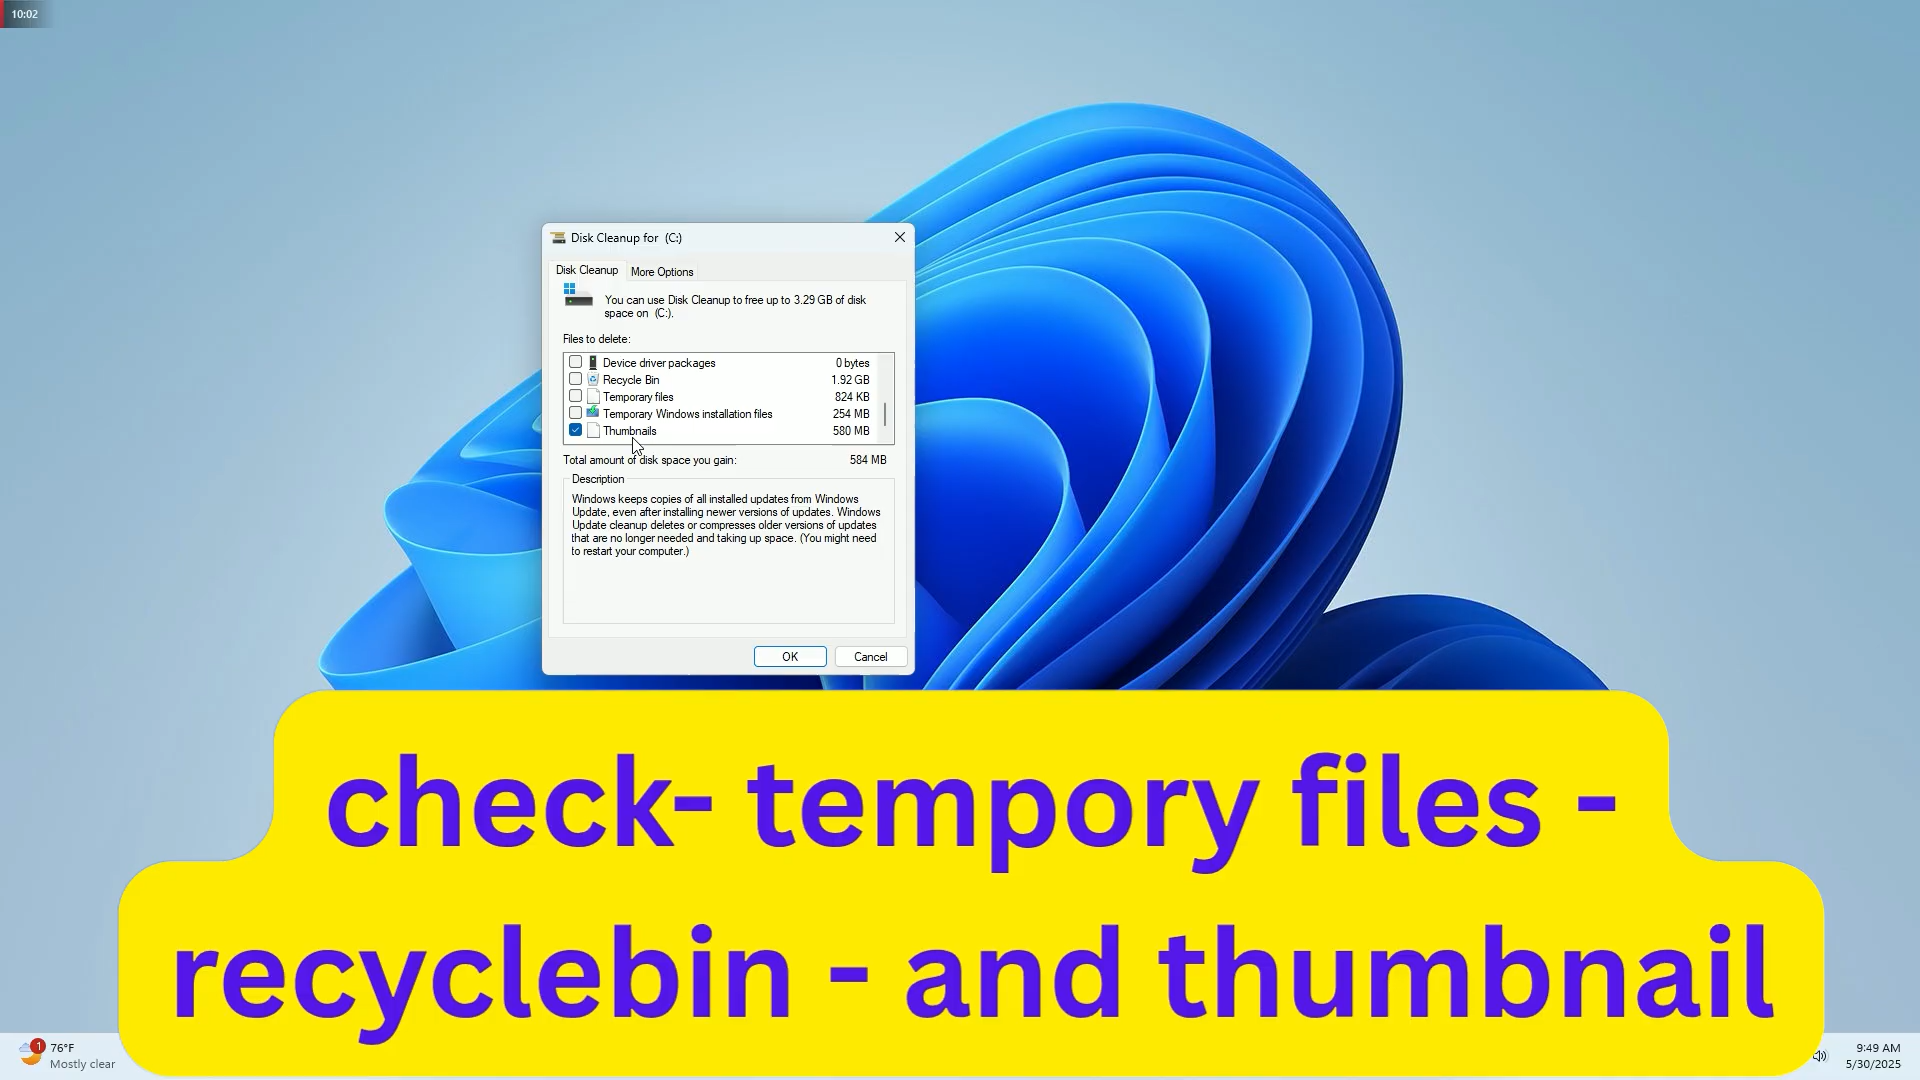 10:02
Disk Cleanup for (C:)
Disk Cleanup
More Options
You can use Disk Cleanup to free up to 3.29 GB of disk
space on (C:).
Files to delete:
Device driver packages 0 bytes
Recycle Bin 1.92 GB
Temporary files 824 KB
Temporary Windows installation files 254 MB
Thumbnails 580 MB
Total amount of disk space you gain: 584 MB
Description
Windows keeps copies of all installed updates from Windows
Update, even after installing newer versions of updates. Windows
Update cleanup deletes or compresses older versions of updates
that are no longer needed and taking up space. (You might need
to restart your computer.)
OK
Cancel
check- tempory files -
recyclebin - and thumbnail
1
76°F
Mostly clear
9:49 AM
5/30/2025